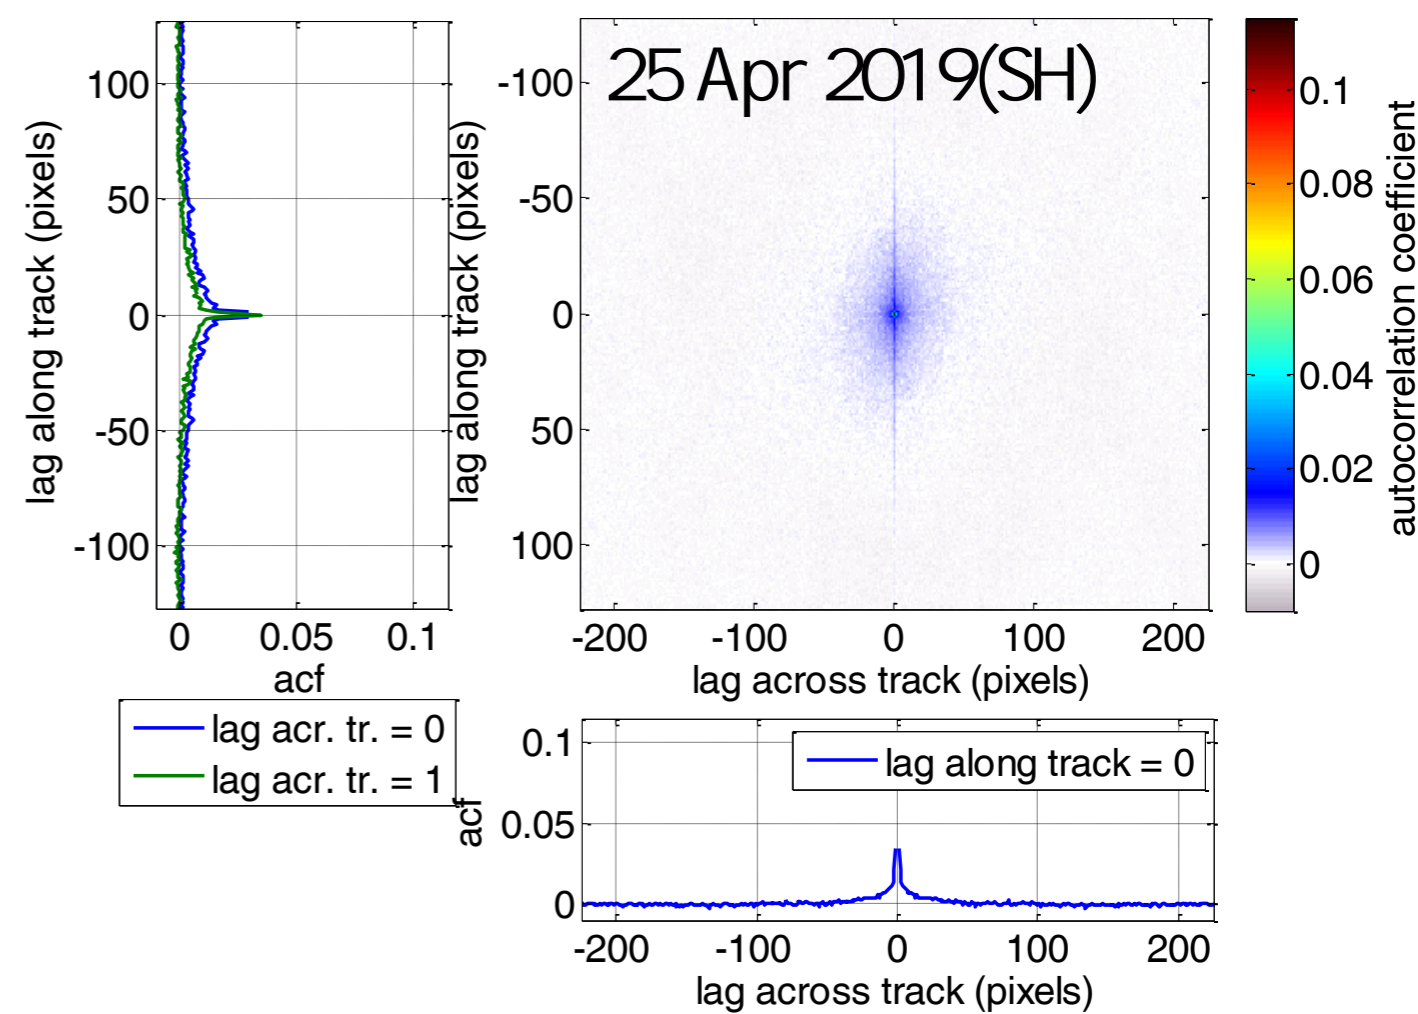 25 Apr 2019(SH)
lag along track (pixels)
100
50
0
-50
-100
0
0.05
0.1
acf
lag along track (pixels)
-100
-50
0
50
100
-200
-100
0
100
200
lag across track (pixels)
0.1
0.08
0.06
0.04
0.02
0
autocorrelation coefficient
lag acr. tr. = 0
lag acr. tr. = 1
acf
0.1
0.05
0
lag along track = 0
-200
-100
0
100
200
lag across track (pixels)